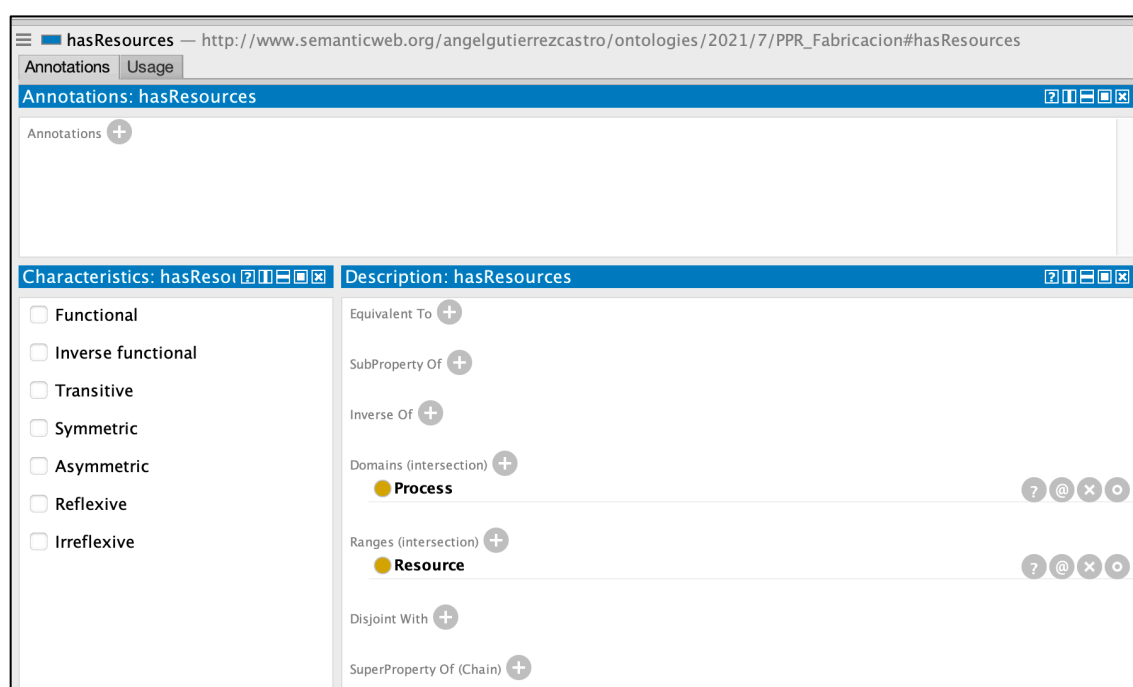 hasResources — http://www.semanticweb.org/angelgutierrezcastro/ontologies/2021/7/PPR_Fabricacion#hasResources
Annotations Usage
Annotations: hasResources
Annotations
Characteristics: hasResou
Description: hasResources
Functional
Inverse functional
Transitive
Symmetric
Asymmetric
Reflexive
Irreflexive
Equivalent To
SubProperty Of
Inverse Of
Domains (intersection)
Process
Ranges (intersection)
Resource
Disjoint With
SuperProperty Of (Chain)